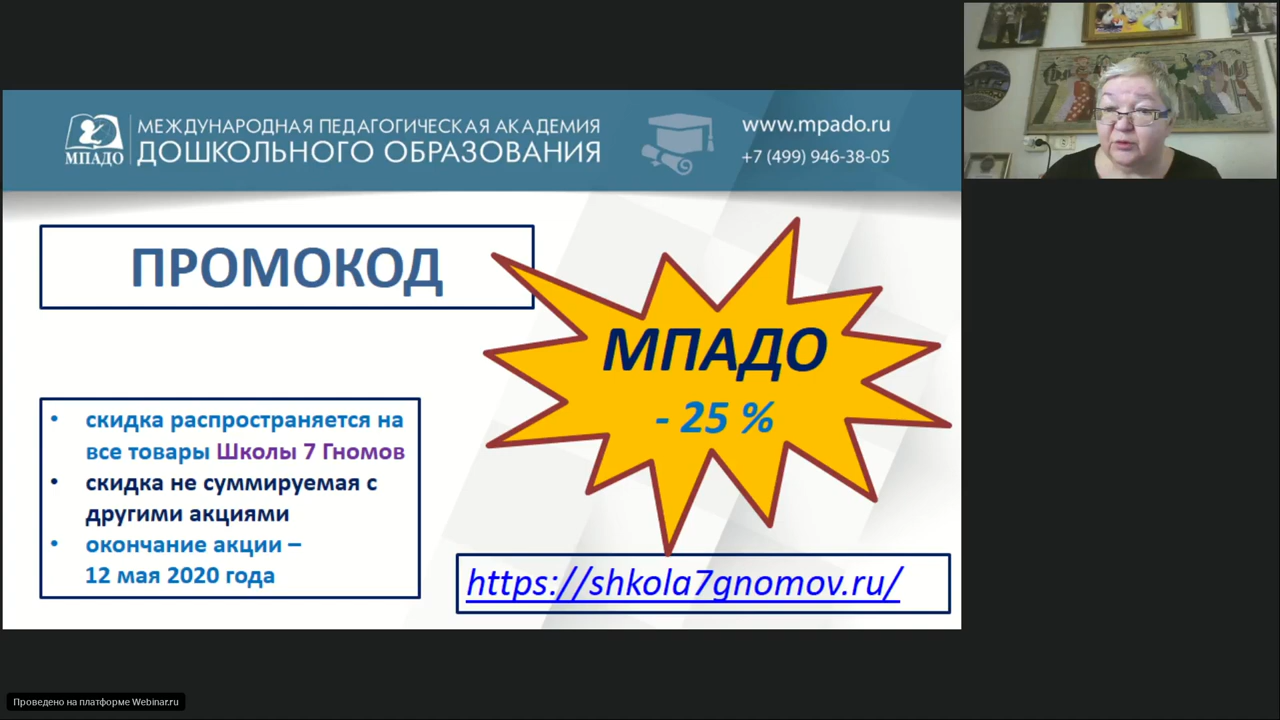 МПАДО
МЕЖДУНАРОДНАЯ ПЕДАГОГИЧЕСКАЯ АКАДЕМИЯ
ДОШКОЛЬНОГО ОБРАЗОВАНИЯ
www.mpado.ru
+7 (499) 946-38-05
ПРОМОКОД
МПАДО
- 25 %
• скидка распространяется на
все товары Школы 7 Гномов
• скидка не суммируемая с
другими акциями
• окончание акции –
12 мая 2020 года
https://shkola7gnomov.ru/
Проведено на платформе Webinar.ru